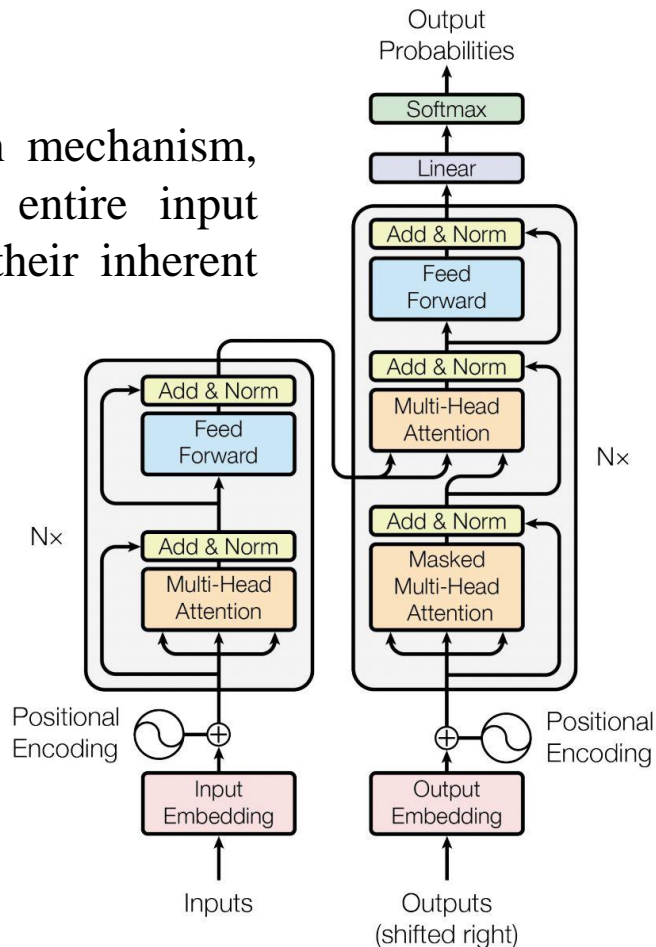 Output
Probabilities
Softmax
Linear
Add & Norm
Feed
Forward
Add & Norm
Multi-Head
Attention
N×
Add & Norm
Masked
Multi-Head
Attention
Positional
Encoding
Output
Embedding
Outputs
(shifted right)
mechanism,
entire input
their inherent
Add & Norm
Feed
Forward
N×
Add & Norm
Multi-Head
Attention
Positional
Encoding
Input
Embedding
Inputs